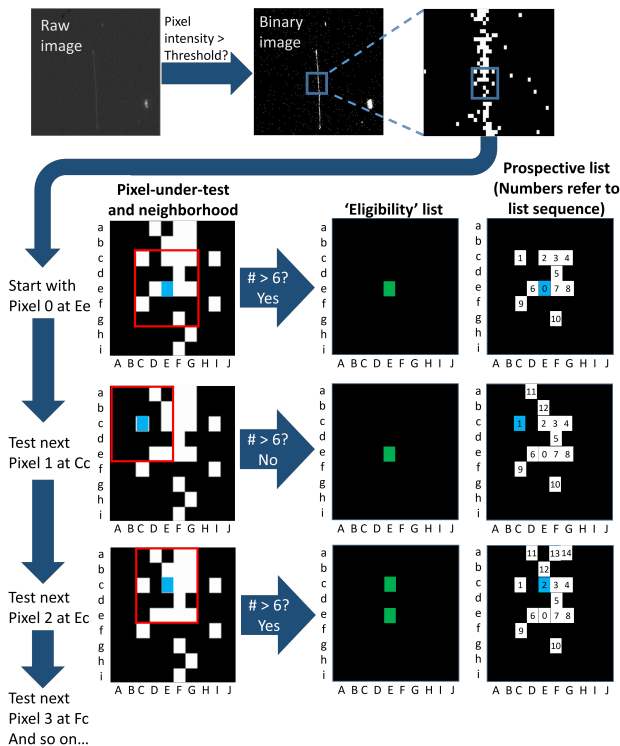 Raw
image
Pixel
intensity >
Threshold?
Binary
image
Pixel-under-test
and neighborhood
'Eligibility' list
Prospective list
(Numbers refer to
list sequence)
Start with
Pixel 0 at Ee
a
b
c
d
e
f
g
h
i
A B C D E F G H I J
# > 6?
Yes
a
b
c
d
e
f
g
h
i
A B C D E F G H I J
a
b
c 1 2 3 4
d 5
e 6 0 7 8
f 9
g 10
h
i
A B C D E F G H I J
Test next
Pixel 1 at Cc
a
b
c
d
e
f
g
h
i
A B C D E F G H I J
# > 6?
No
a
b
c
d
e
f
g
h
i
A B C D E F G H I J
a 11
b 12
c 1 2 3 4
d 5
e 6 0 7 8
f 9
g 10
h
i
A B C D E F G H I J
Test next
Pixel 2 at Ec
a
b
c
d
e
f
g
h
i
A B C D E F G H I J
# > 6?
Yes
a
b
c
d
e
f
g
h
i
A B C D E F G H I J
a 11 13 14
b 12
c 1 2 3 4
d 5
e 6 0 7 8
f 9
g 10
h
i
A B C D E F G H I J
Test next
Pixel 3 at Fc
And so on…